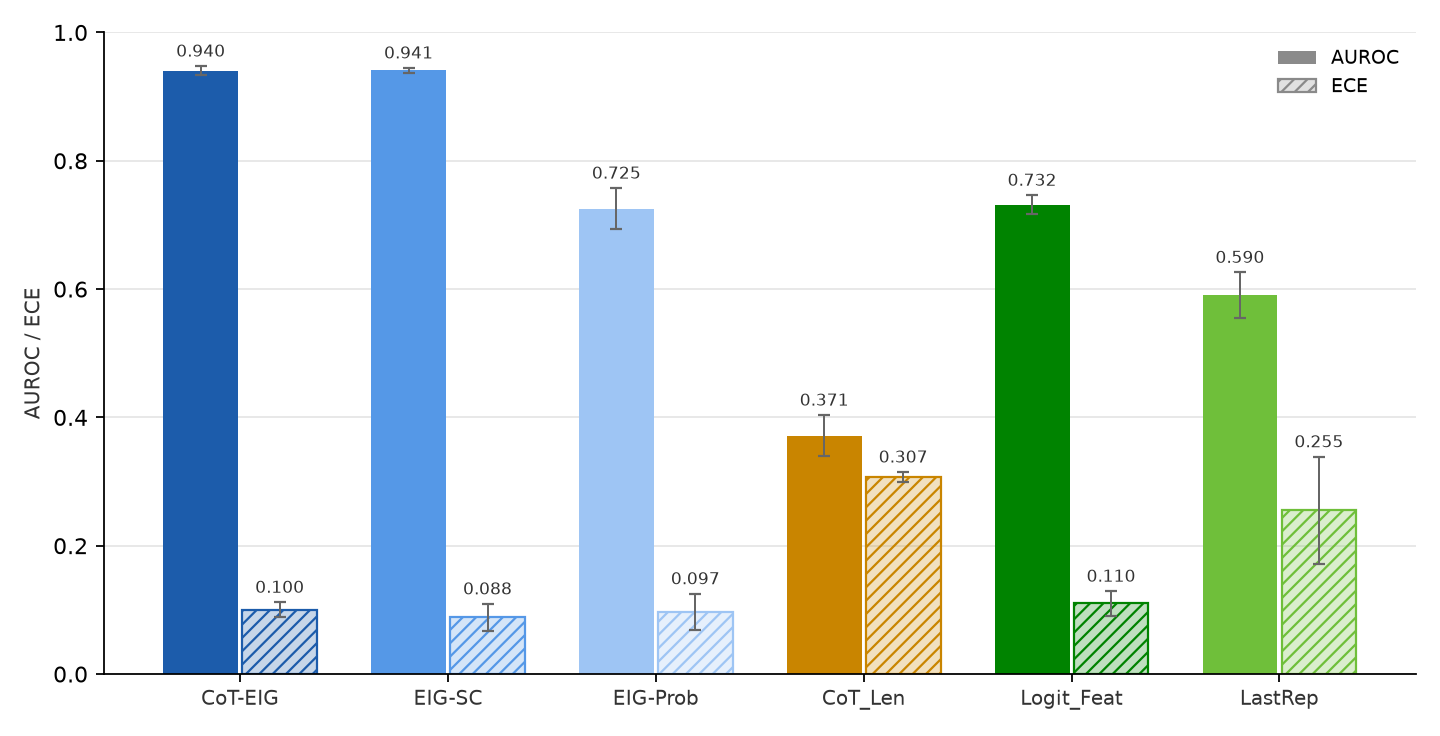 1.0
0.8
0.6
0.4
0.2
0.0
AUROC / ECE
AUROC
ECE
0.940
0.100
0.941
0.088
0.725
0.097
0.371
0.307
0.732
0.110
0.590
0.255
CoT-EIG
EIG-SC
EIG-Prob
CoT_Len
Logit_Feat
LastRep